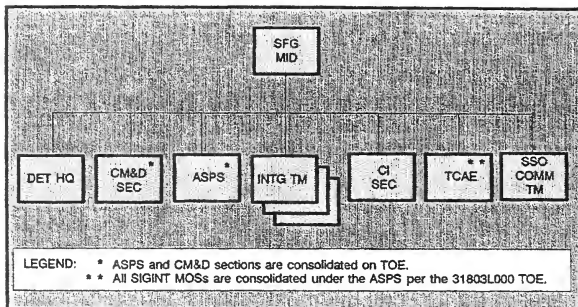 SFG
MID
DET HQ
CM&D *
SEC
ASPS *
INTG TM
CI
SEC
TCAE * *
SSO
COMM
TM
LEGEND: * ASPS and CM&D sections are consolidated on TOE.
* * All SIGINT MOSs are consolidated under the ASPS per the 31803L000 TOE.